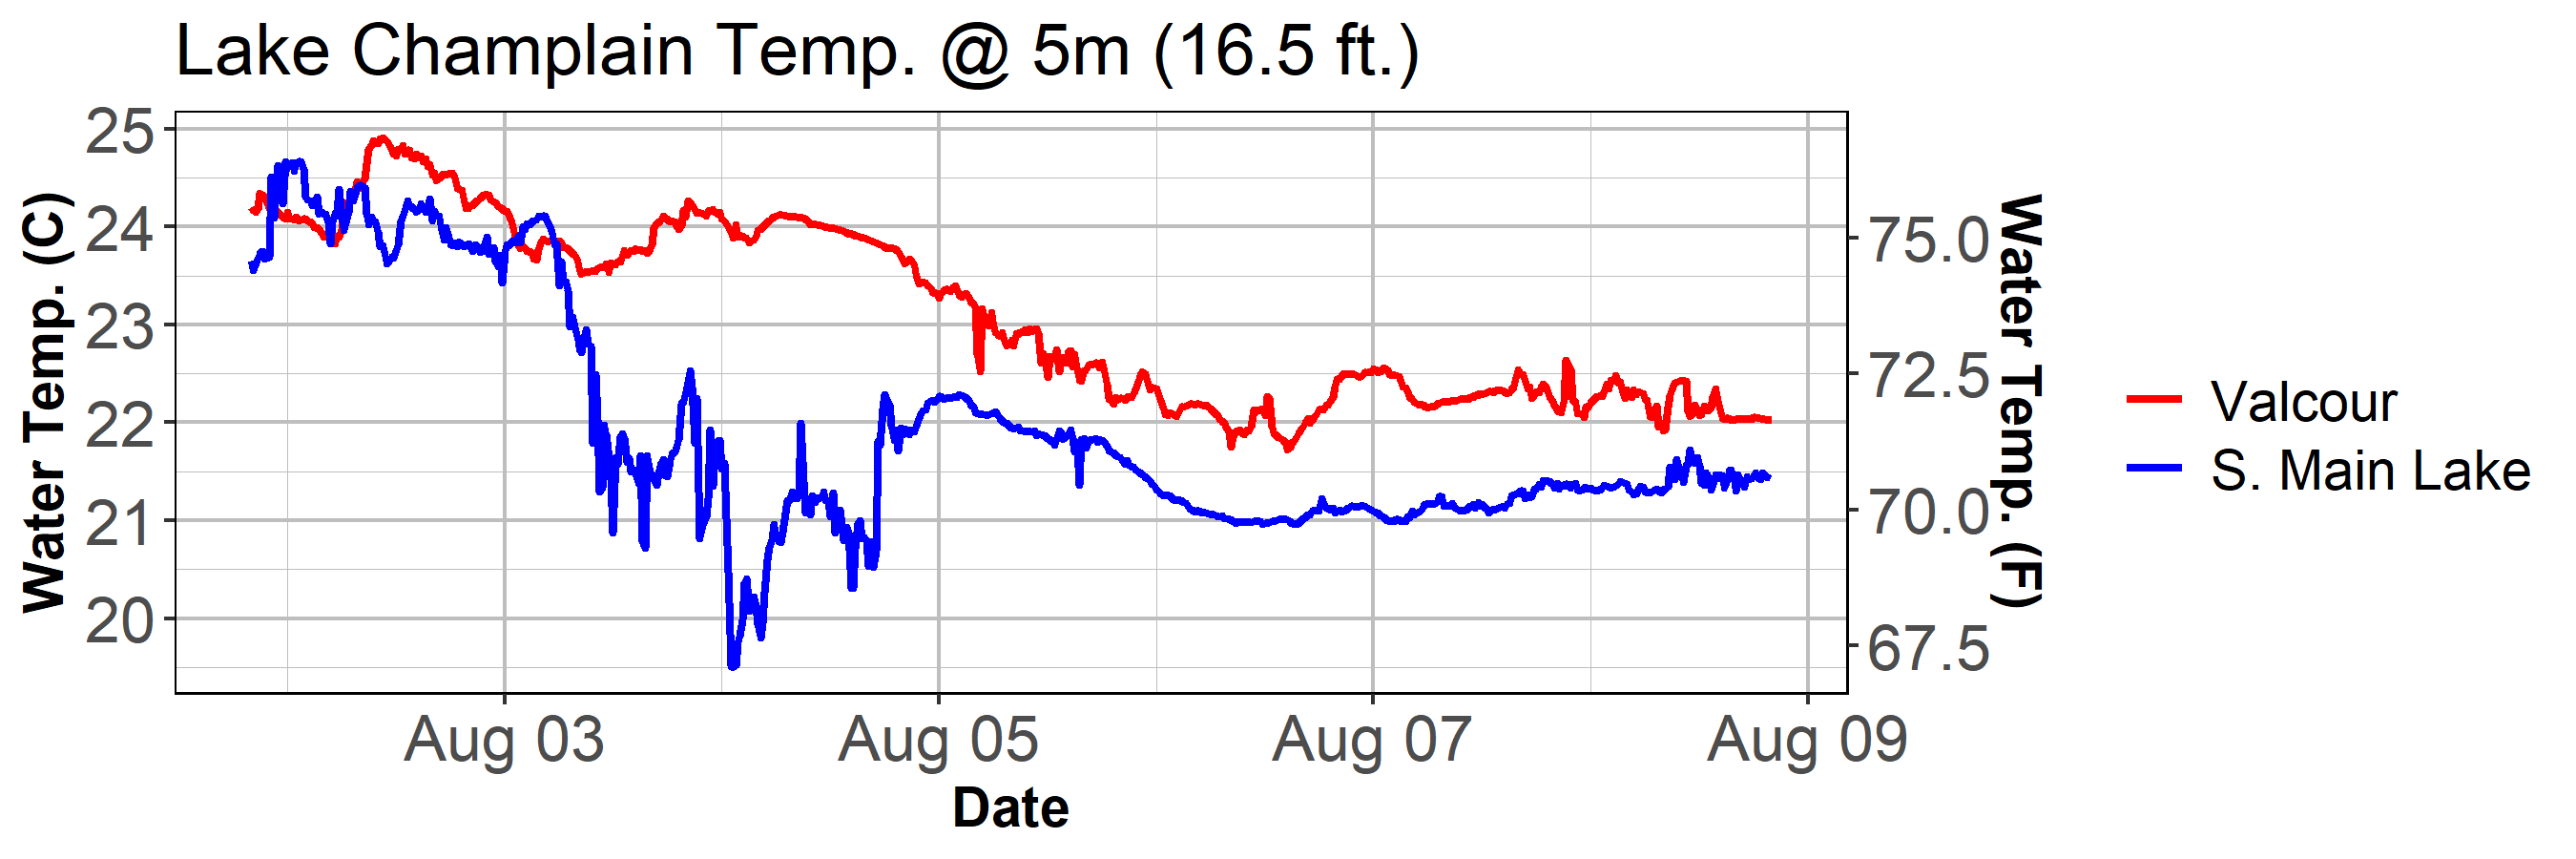 Lake Champlain Temp. @ 5m (16.5 ft.)
Water Temp. (C)
25
24
23
22
21
20
75.0
72.5
70.0
67.5
Water Temp. (F)
Aug 03
Aug 05
Aug 07
Aug 09
Date
Valcour
S. Main Lake